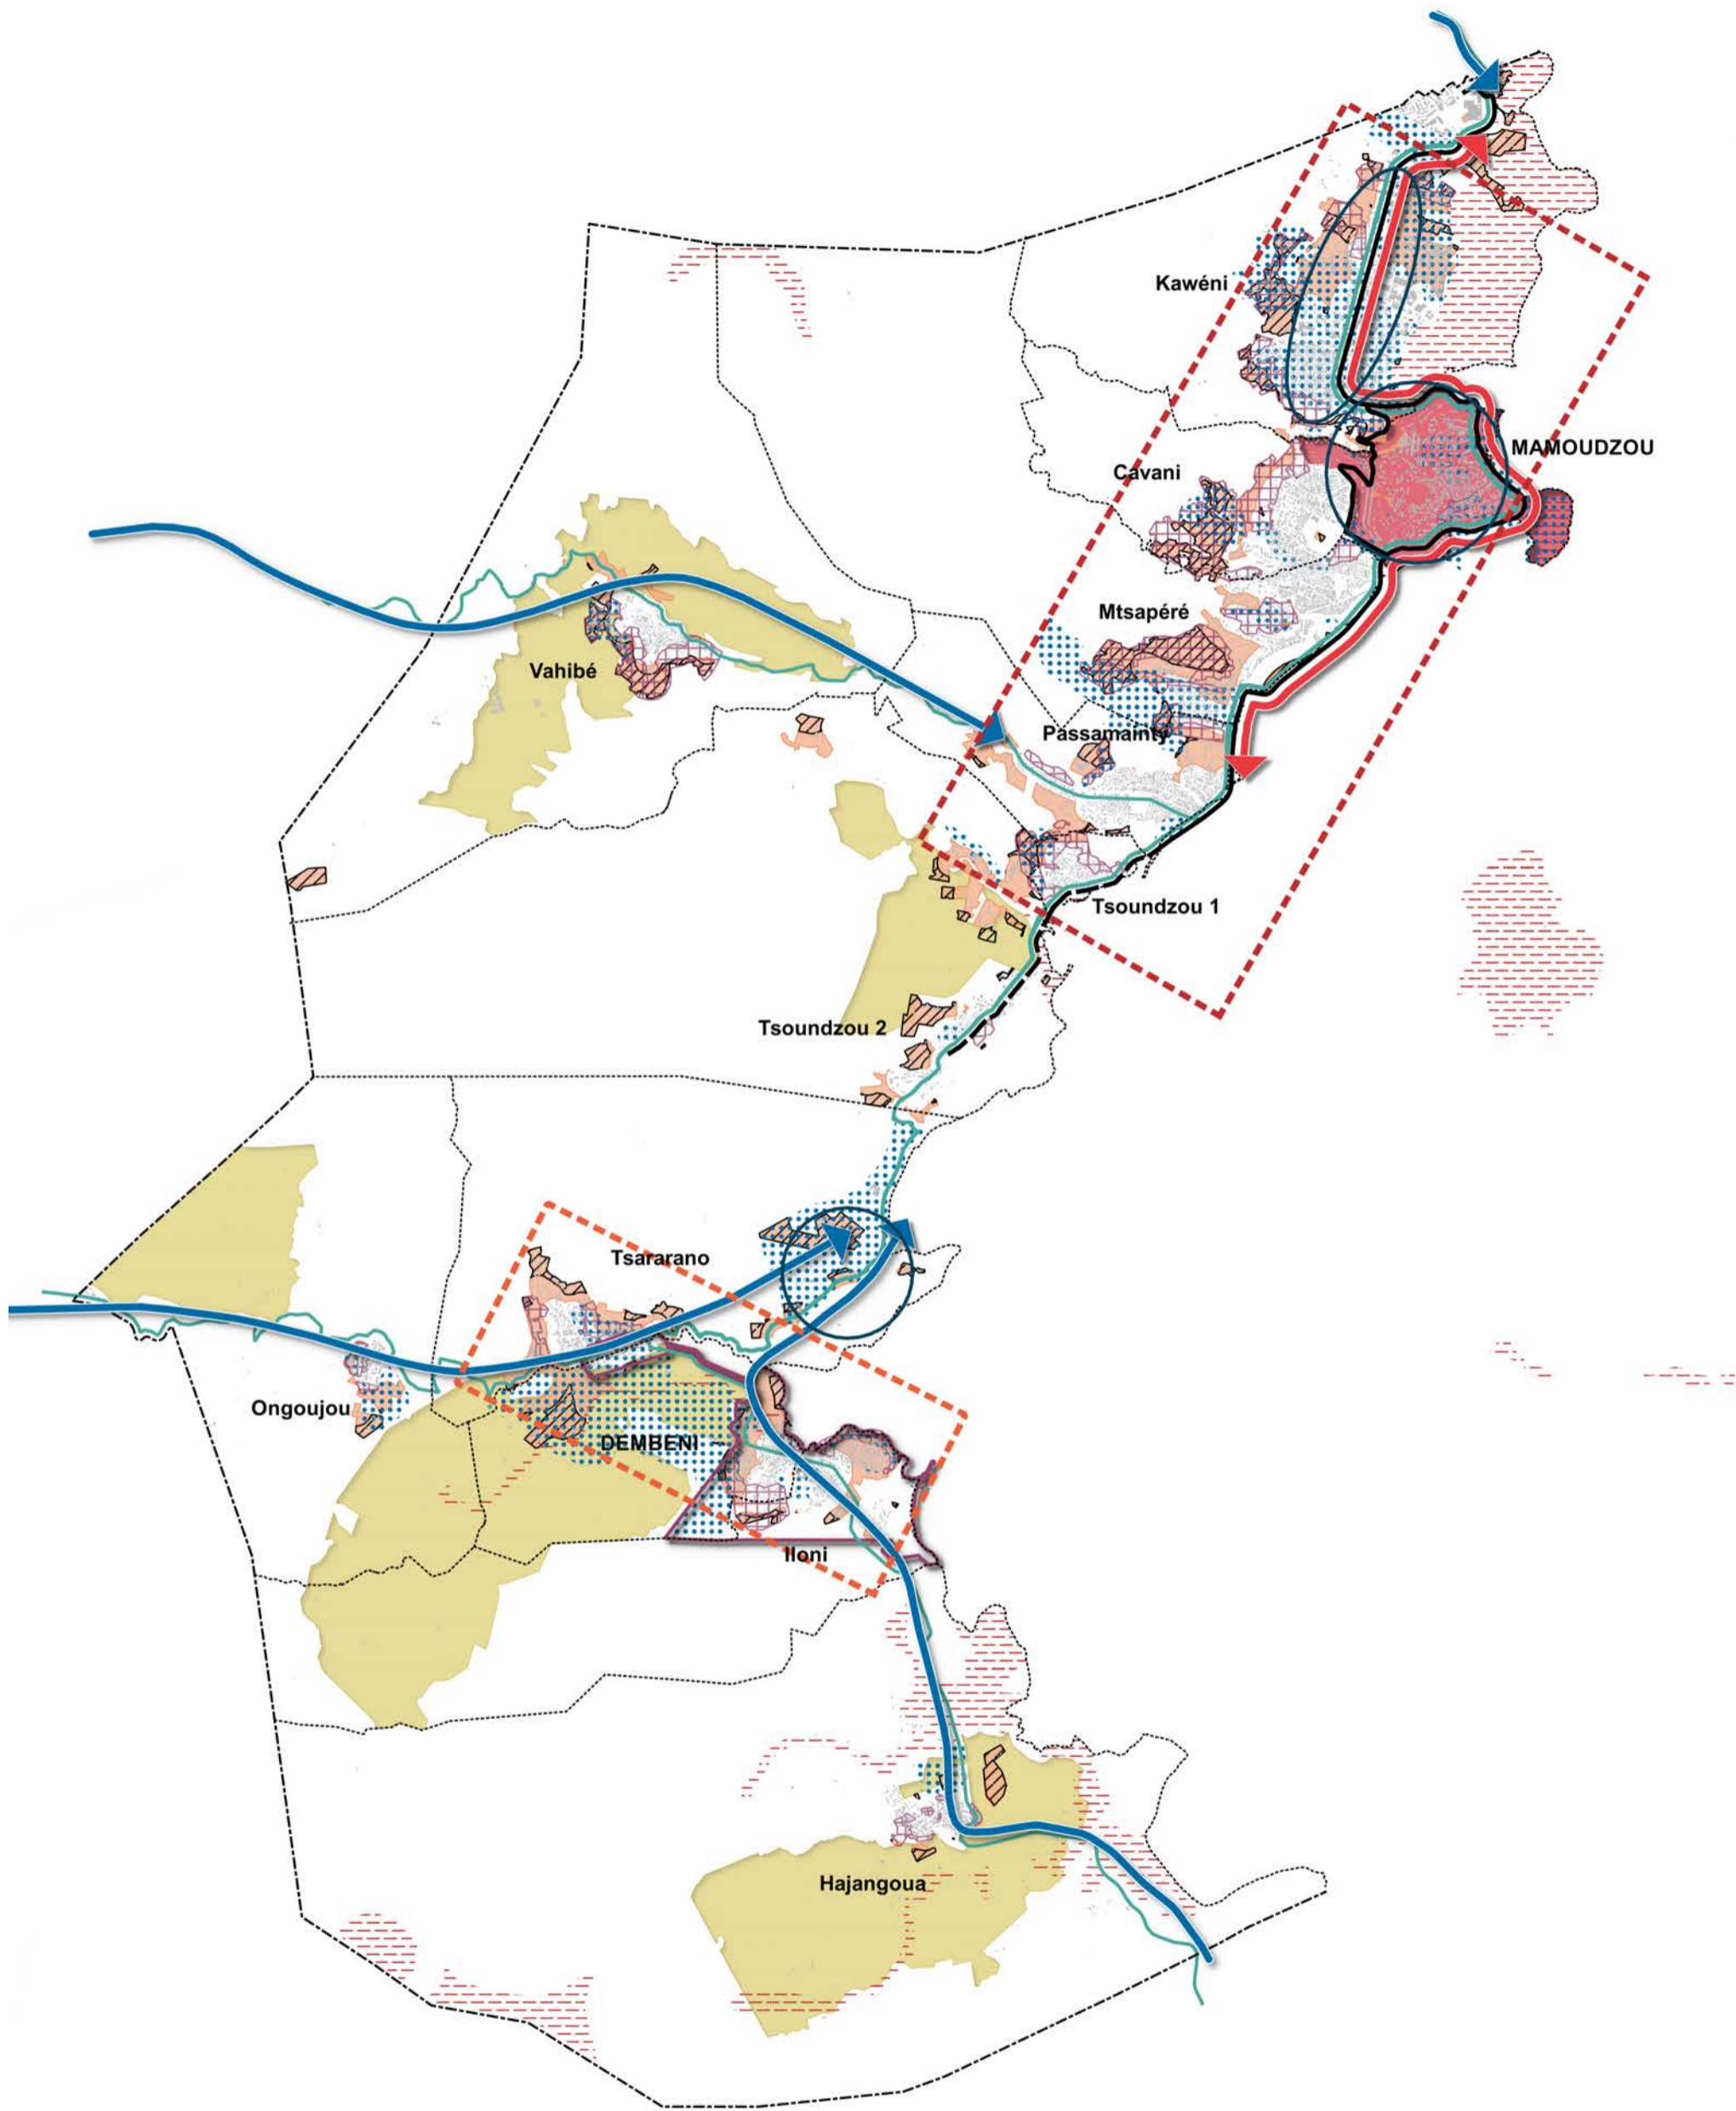 Kawéni
MAMOUDZOU
Cavani
Mtsapéré
Vahibé
Passamainty
Tsoundzou 1
Tsoundzou 2
Tsararano
Ongoujou
DEMBENI
Iloni
Hajangoua